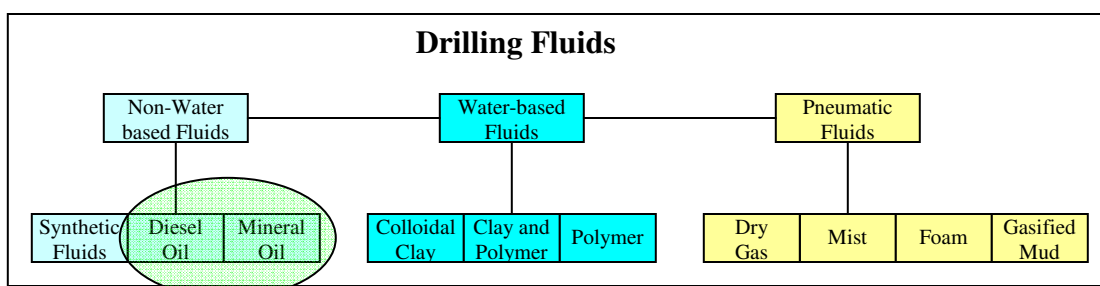 Drilling Fluids
Non-Water
based Fluids
Water-based
Fluids
Pneumatic
Fluids
Synthetic
Fluids
Diesel
Oil
Mineral
Oil
Colloidal
Clay
Clay and
Polymer
Polymer
Dry
Gas
Mist
Foam
Gasified
Mud